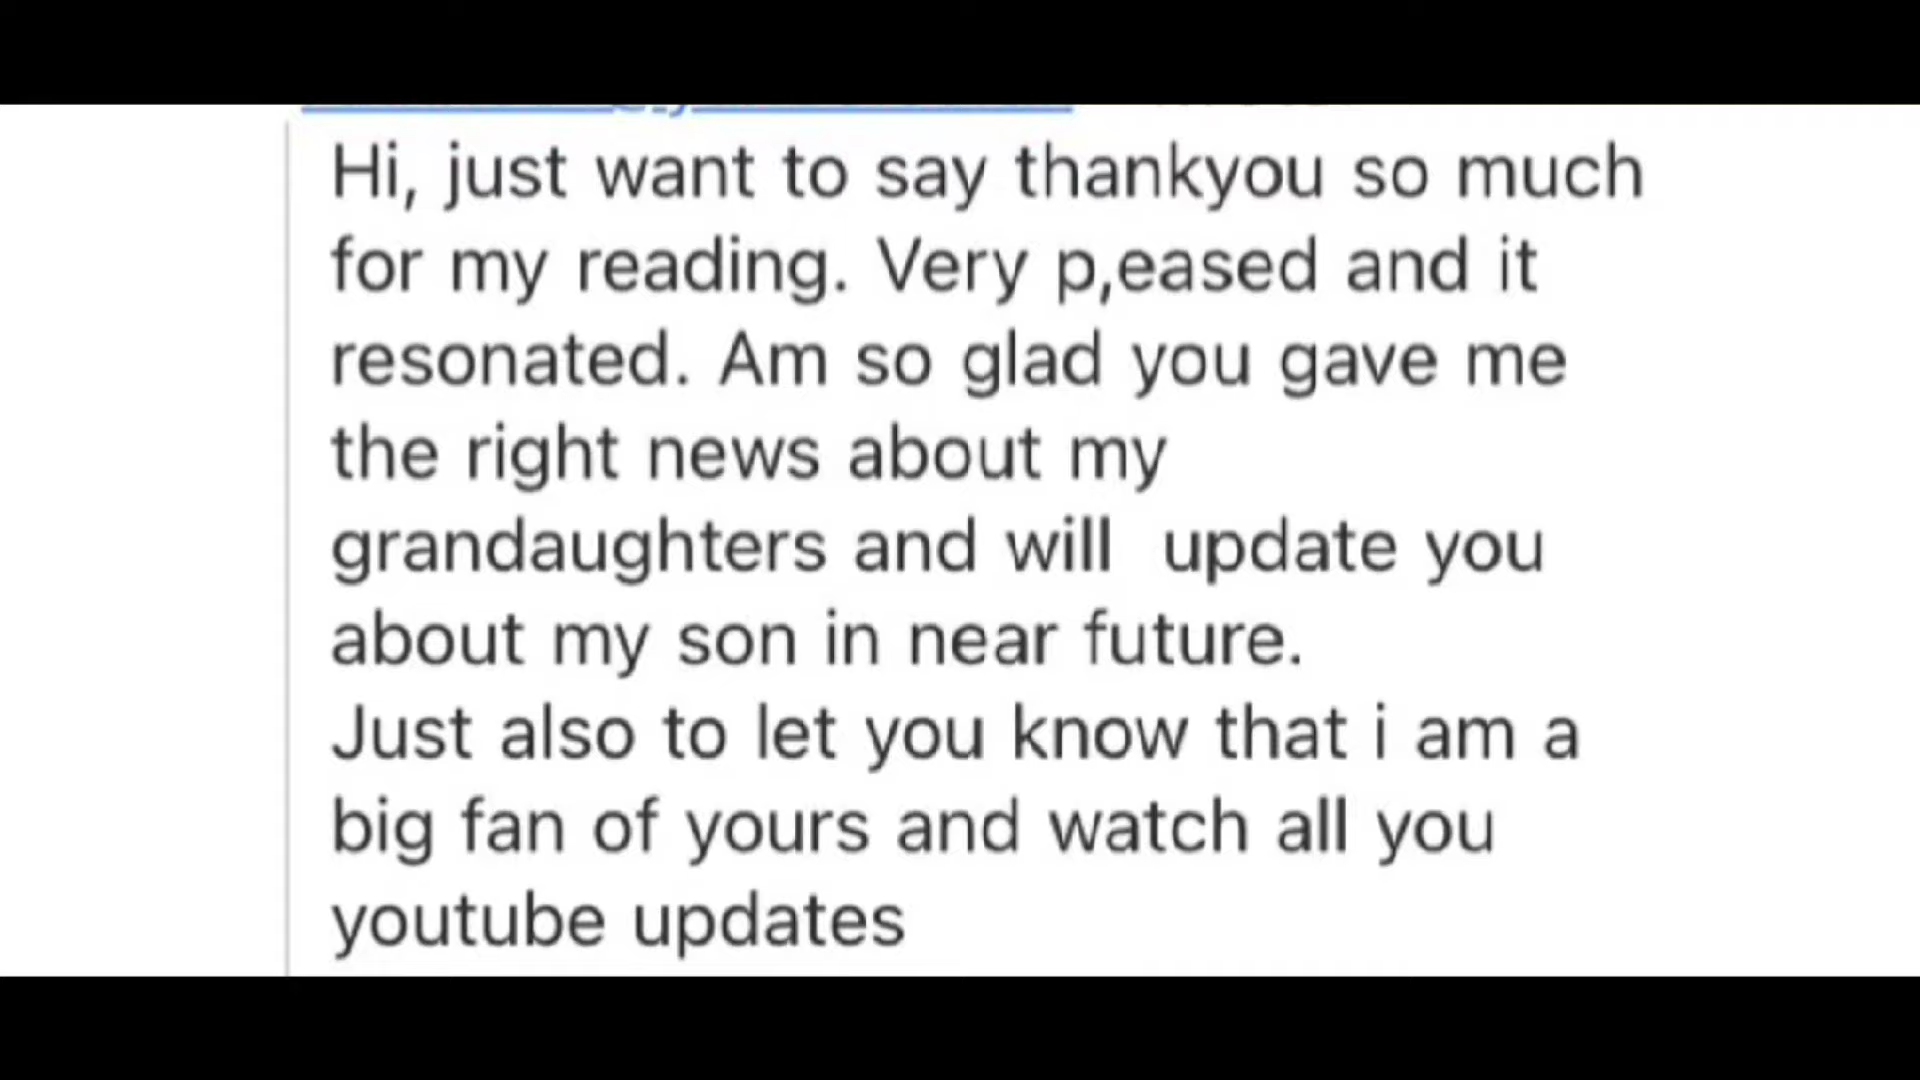 Hi, just want to say thankyou so much
for my reading. Very p,eased and it
resonated. Am so glad you gave me
the right news about my
grandaughters and will  update you
about my son in near future.
Just also to let you know that i am a
big fan of yours and watch all you
youtube updates